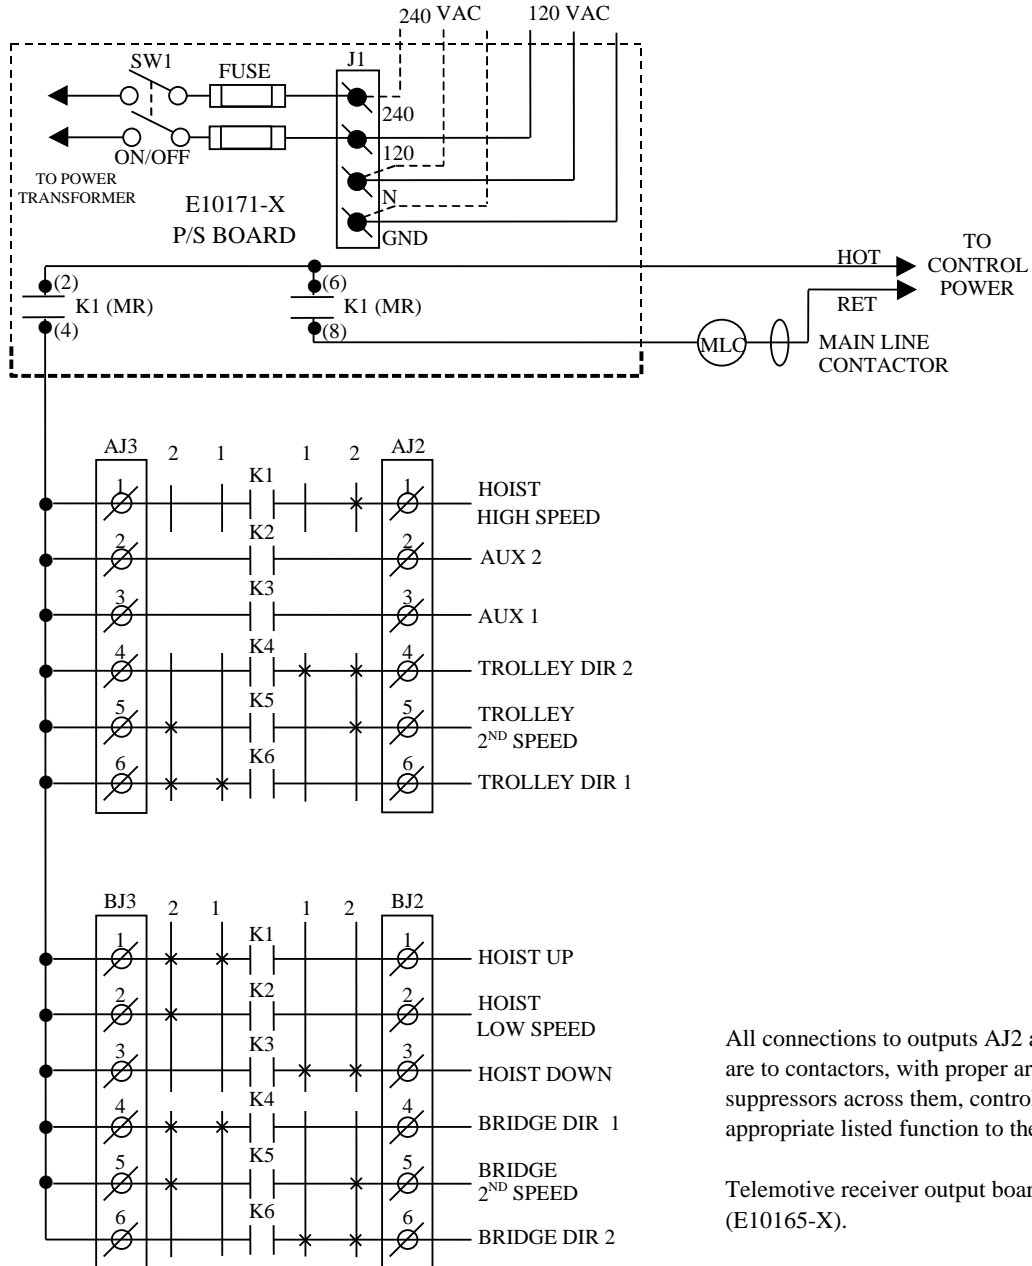 240 VAC 120 VAC
SW1 FUSE J1
240
120
N
GND
ON/OFF
TO POWER
TRANSFORMER
E10171-X
P/S BOARD
HOT
RET
TO
CONTROL
POWER
(2) (6)
K1 (MR) K1 (MR)
(4) (8)
MLC
MAIN LINE
CONTACTOR
AJ3 2 1 1 2 AJ2
1 K1 1 HOIST
HIGH SPEED
2 K2 2 AUX 2
3 K3 3 AUX 1
4 K4 4 TROLLEY DIR 2
5 K5 5 TROLLEY
2ND SPEED
6 K6 6 TROLLEY DIR 1
BJ3 2 1 1 2 BJ2
1 K1 1 HOIST UP
2 K2 2 HOIST
LOW SPEED
3 K3 3 HOIST DOWN
4 K4 4 BRIDGE DIR 1
5 K5 5 BRIDGE
2ND SPEED
6 K6 6 BRIDGE DIR 2
All connections to outputs AJ2
are to contactors, with proper
suppressors across them,
appropriate listed function to
Telemotive receiver output
(E10165-X).